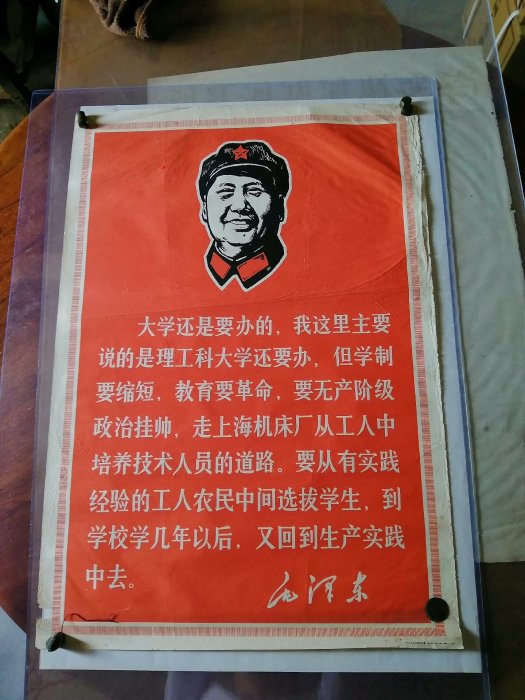 大学还是要办的，我这里主要
说的是理工科大学还要办，但学制
要缩短，教育要革命，要无产阶级
政治挂帅，走上海机床厂从工人中
培养技术人员的道路。要从有实践
经验的工人农民中间选拔学生，到
学校学几年以后，又回到生产实践
中去。
毛泽东